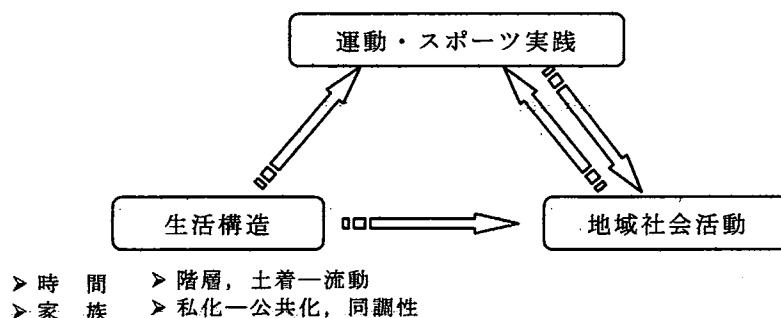 運動・スポーツ実践
生活構造
地域社会活動
➢時　間　➢階層，土着―流動
➢家　族　➢私化―公共化，同調性